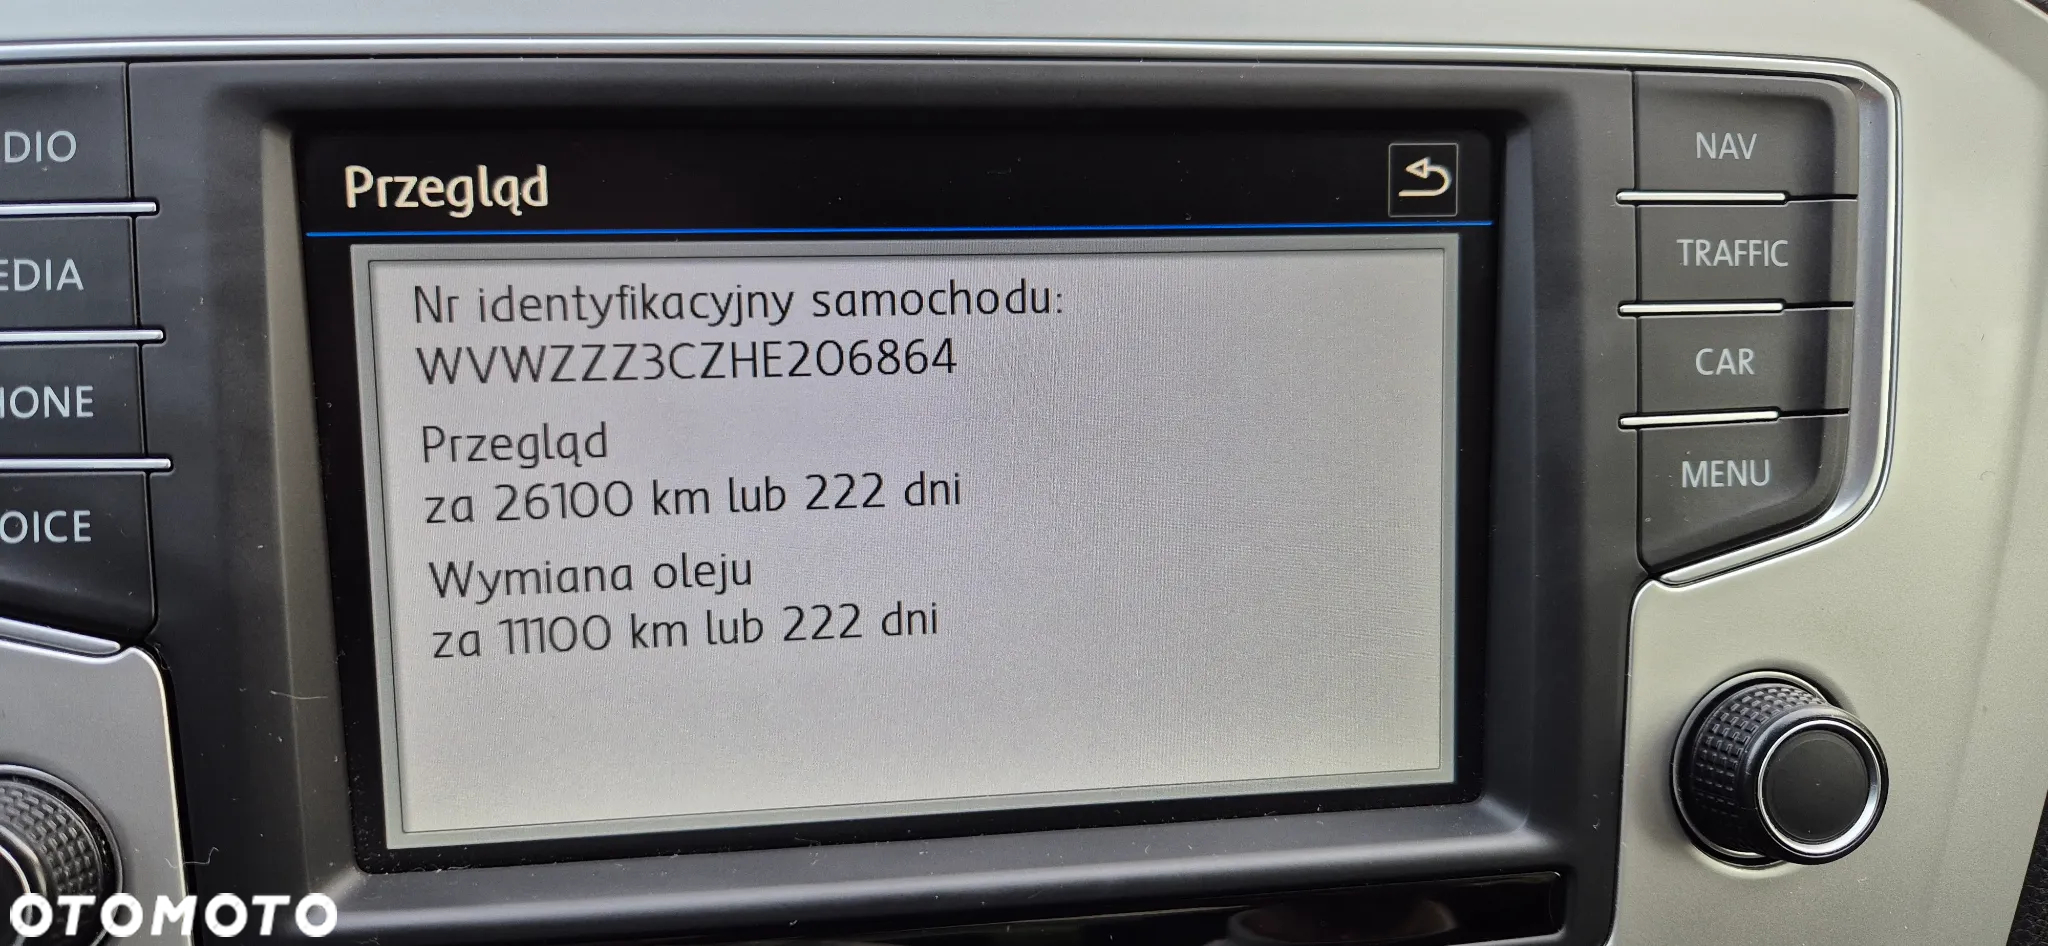 DIO
EDIA
IONE
OICE
Przegląd
Nr identyfikacyjny samochodu:
WVWZZZ3CZHE206864
Przegląd
za 26100 km lub 222 dni
Wymiana oleju
za 11100 km lub 222 dni
NAV
TRAFFIC
CAR
MENU
OTOMOTO